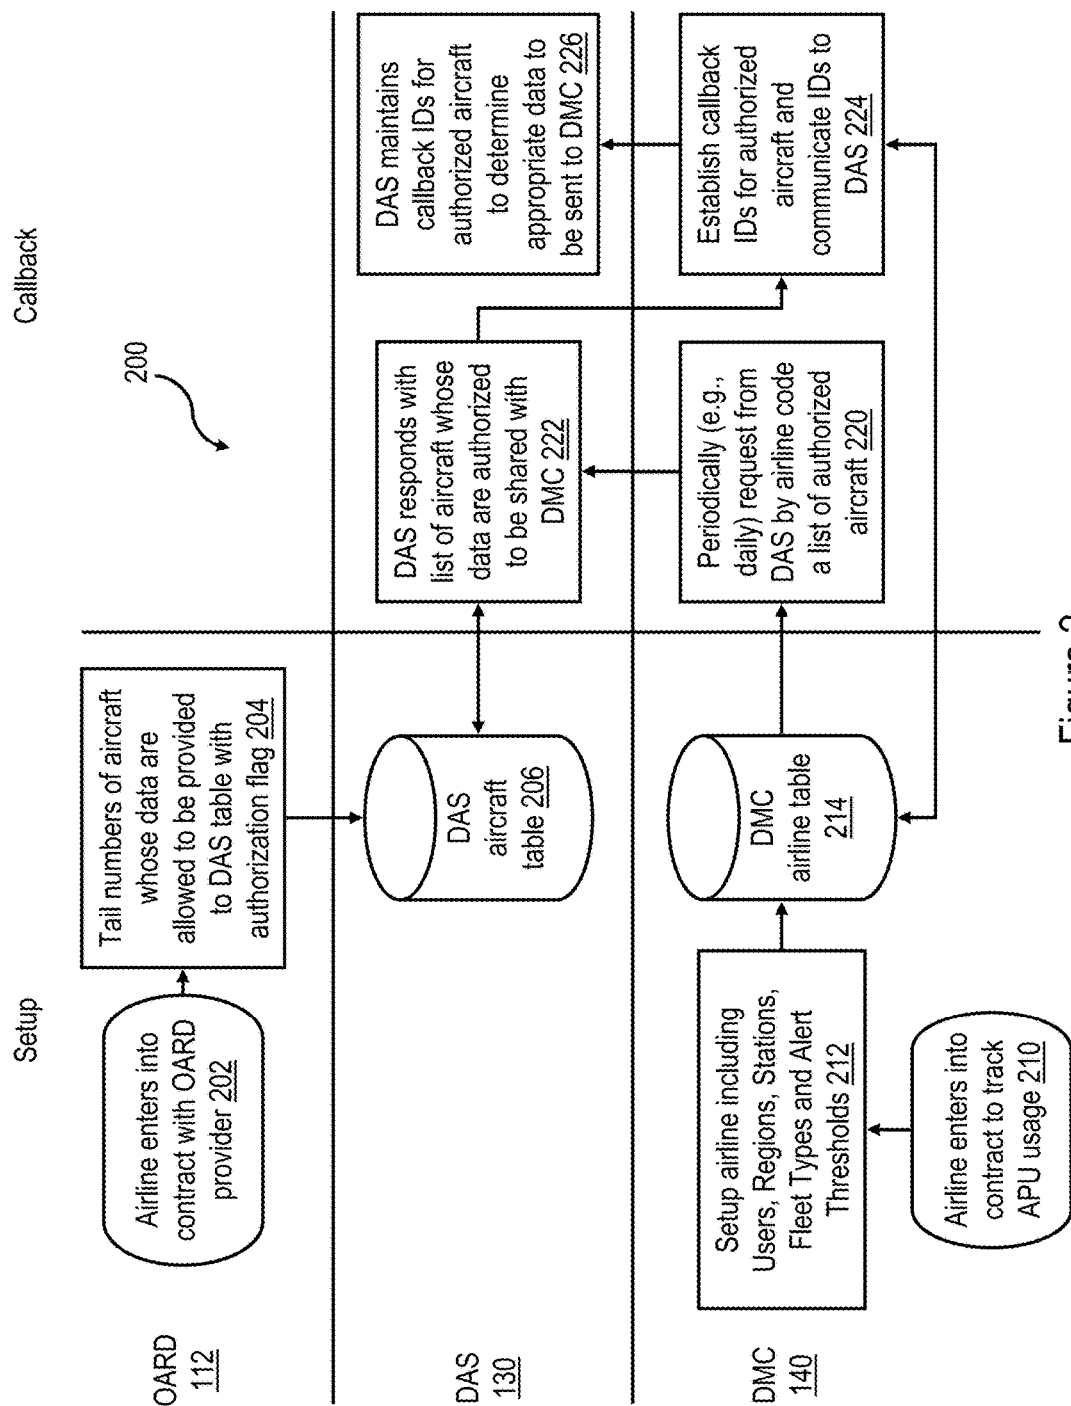 Setup
Callback
200
OARD
112
Airline enters into
contract with OARD
provider 202
Tail numbers of aircraft
whose data are
allowed to be provided
to DAS table with
authorization flag 204
DAS
130
DAS
aircraft
table 206
DAS responds with
list of aircraft whose
data are authorized
to be shared with
DMC 222
DAS maintains
callback IDs for
authorized aircraft
to determine
appropriate data to
be sent to DMC 226
DMC
140
Setup airline including
Users, Regions, Stations,
Fleet Types and Alert
Thresholds 212
DMC
airline table
214
Periodically (e.g.,
daily) request from
DAS by airline code
a list of authorized
aircraft 220
Establish callback
IDs for authorized
aircraft and
communicate IDs to
DAS 224
Airline enters into
contract to track
APU usage 210
Figure